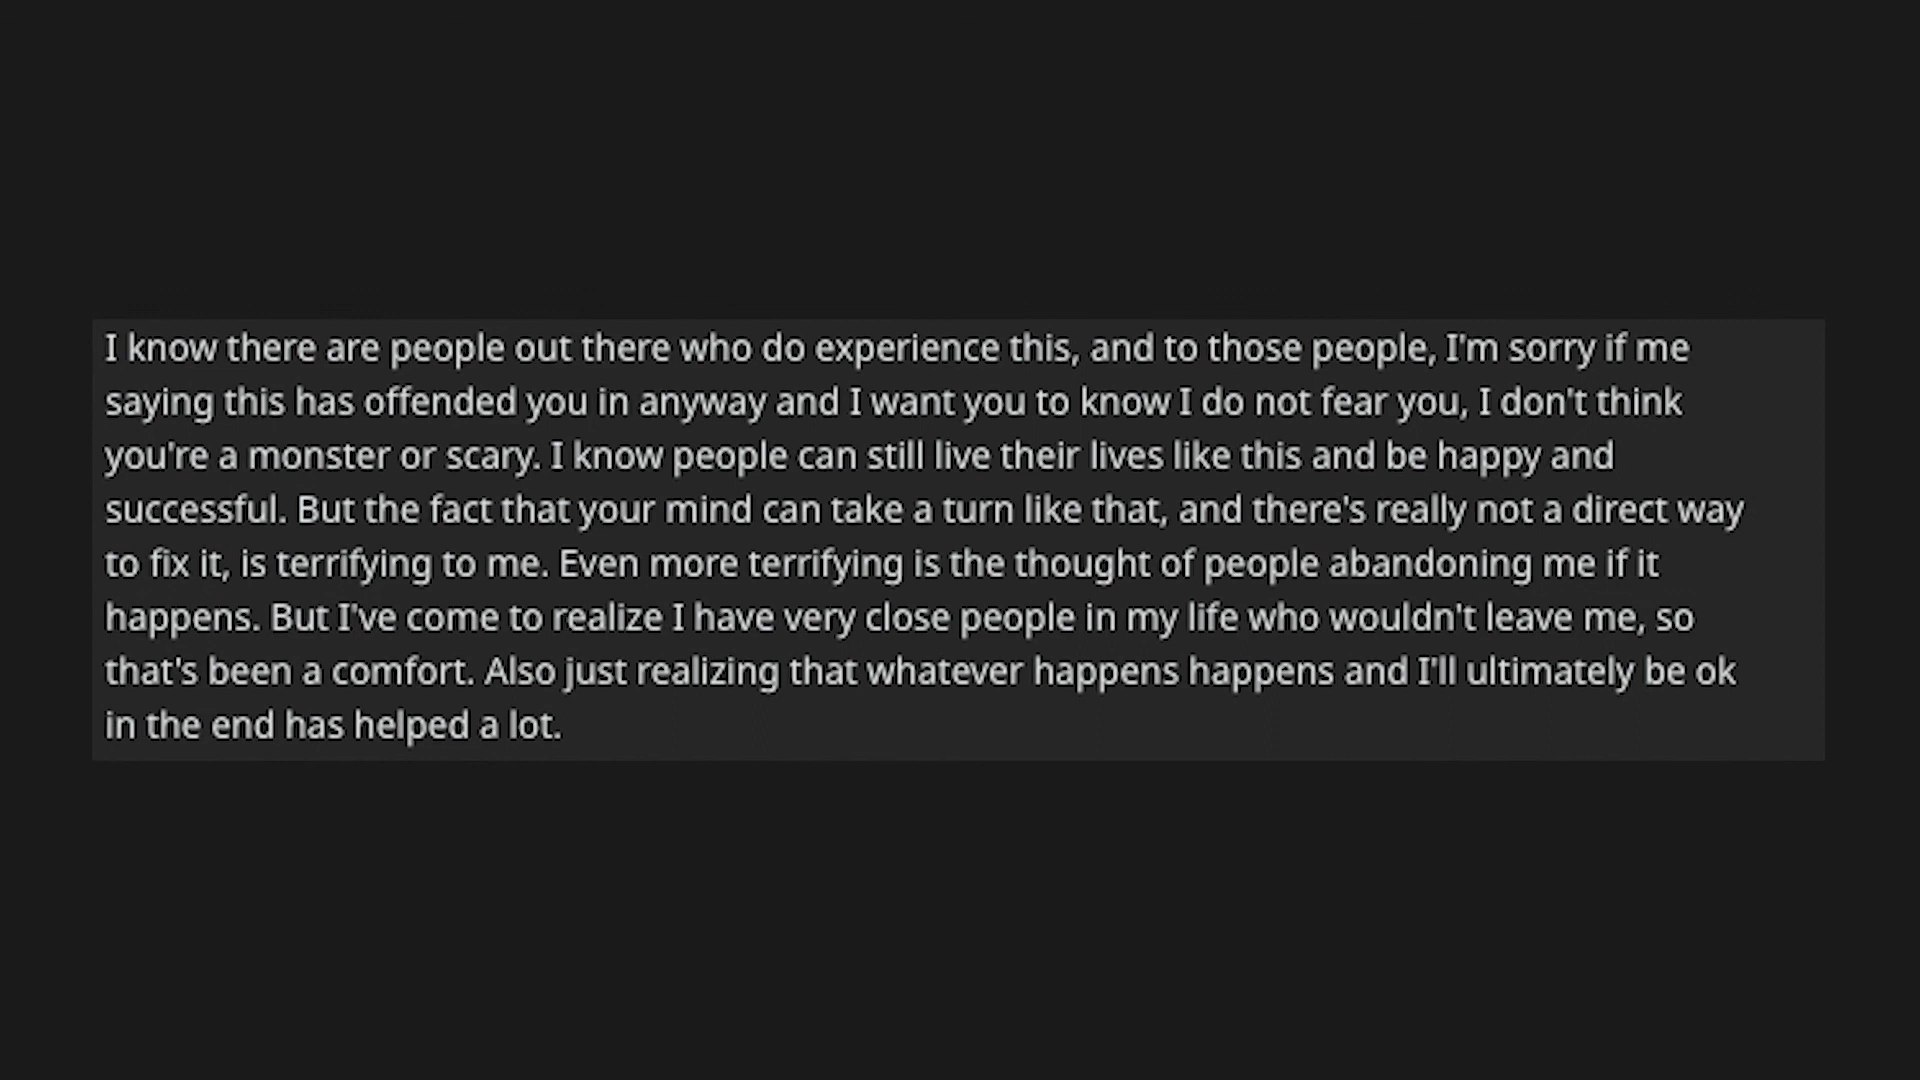 I know there are people out there who do experience this, and to those people, I'm sorry if me
saying this has offended you in anyway and I want you to know I do not fear you, I don't think
you're a monster or scary. I know people can still live their lives like this and be happy and
successful. But the fact that your mind can take a turn like that, and there's really not a direct way
to fix it, is terrifying to me. Even more terrifying is the thought of people abandoning me if it
happens. But I've come to realize I have very close people in my life who wouldn't leave me, so
that's been a comfort. Also just realizing that whatever happens happens and I'll ultimately be ok
in the end has helped a lot.